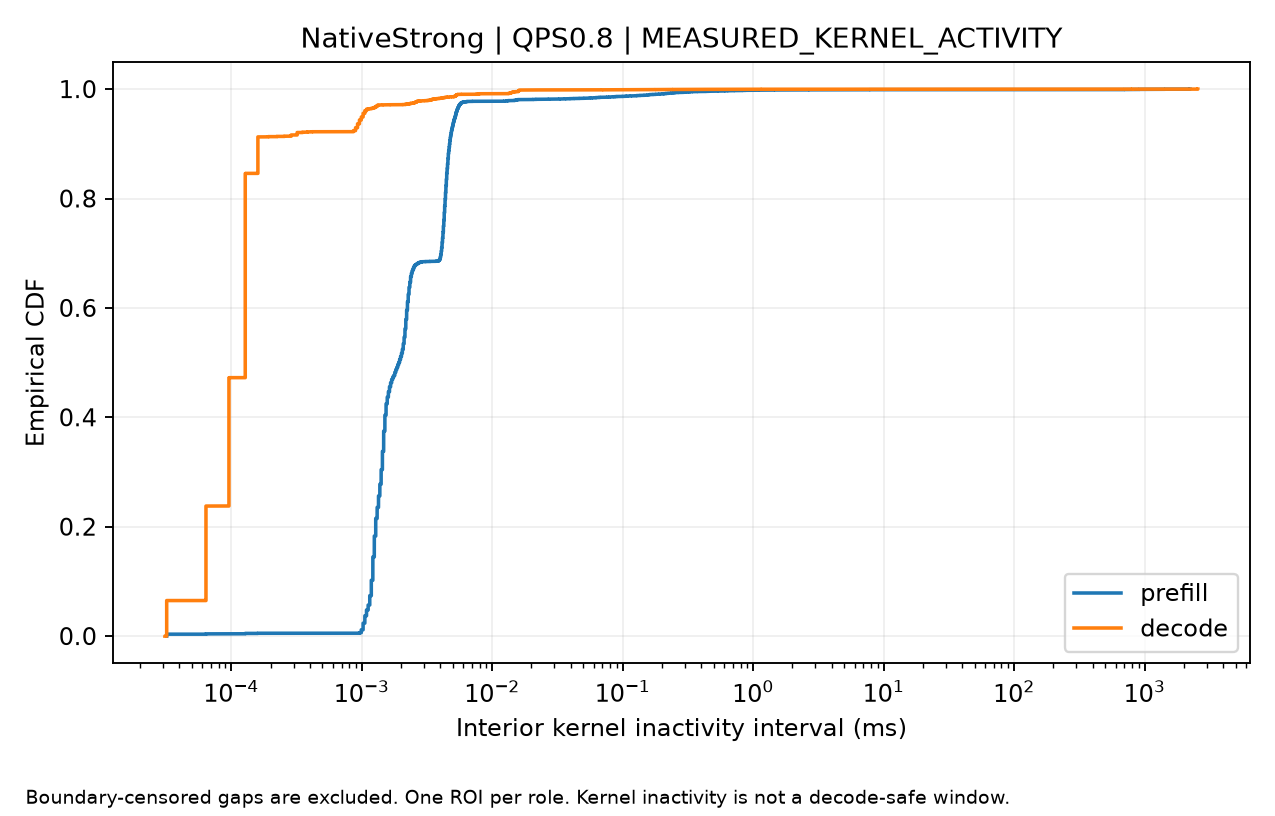 NativeStrong | QPS0.8 | MEASURED_KERNEL_ACTIVITY
Empirical CDF
1.0
0.8
0.6
0.4
0.2
0.0
prefill
decode
10⁻⁴ 10⁻³ 10⁻² 10⁻¹ 10⁰ 10¹ 10² 10³
Interior kernel inactivity interval (ms)
Boundary-censored gaps are excluded. One ROI per role. Kernel inactivity is not a decode-safe window.